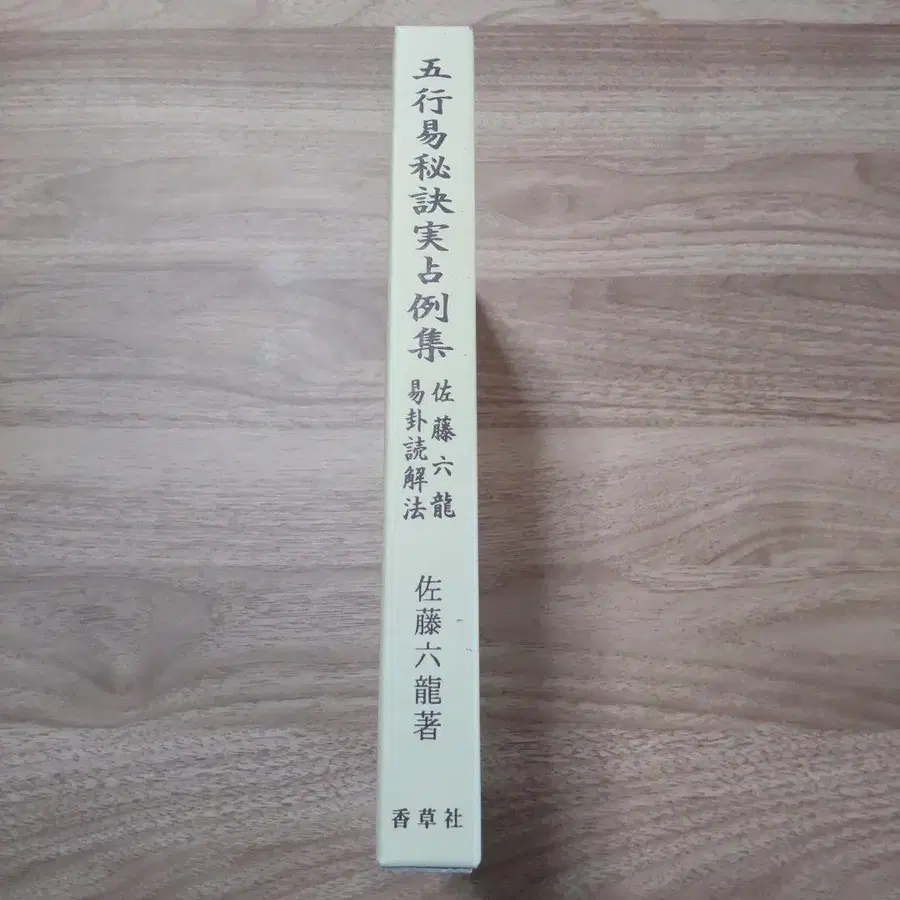 五行易秘訣実占例集
佐藤六龍
易卦読解法
佐藤六龍著
香草社